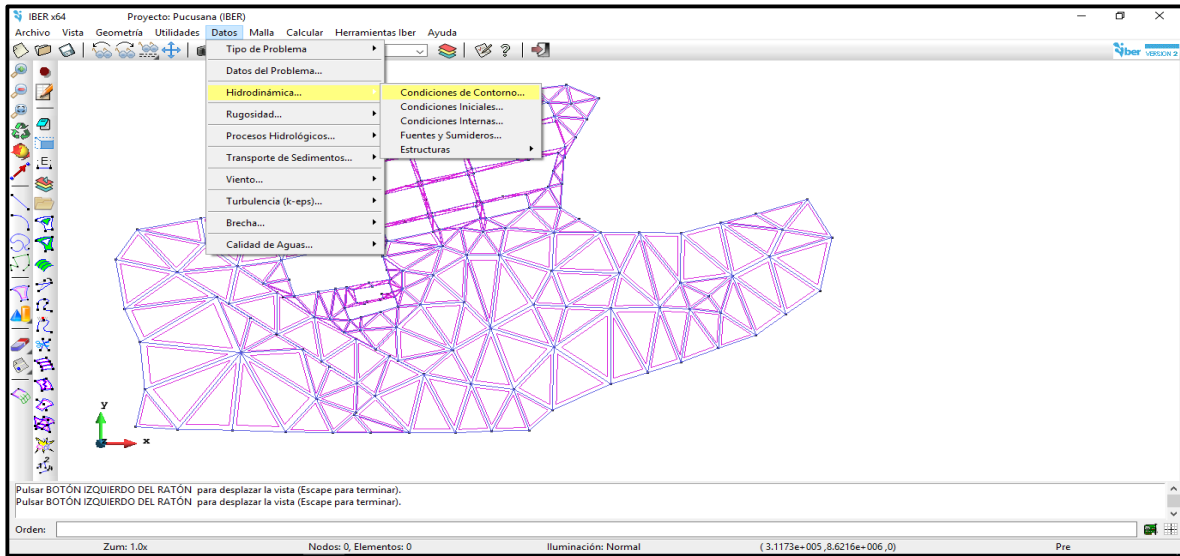 IBER x64 Proyecto: Pucusana (IBER)
Archivo Vista Geometría Utilidades Datos Malla Calcular Herramientas Iber Ayuda
Tipo de Problema
Datos del Problema...
Hidrodinámica...
Rugosidad...
Procesos Hidrológicos...
Transporte de Sedimentos...
Viento...
Turbulencia (k-eps)...
Brecha...
Calidad de Aguas...
Condiciones de Contorno...
Condiciones Iniciales...
Condiciones Internas...
Fuentes y Sumideros...
Estructuras
iber VERSION 2
.E.
y
x
Pulsar BOTÓN IZQUIERDO DEL RATÓN para desplazar la vista (Escape para terminar).
Pulsar BOTÓN IZQUIERDO DEL RATÓN para desplazar la vista (Escape para terminar).
Orden:
Zum: 1.0x Nodos: 0, Elementos: 0 Iluminación: Normal ( 3.1173e+005 ,8.6216e+006 ,0) Pre